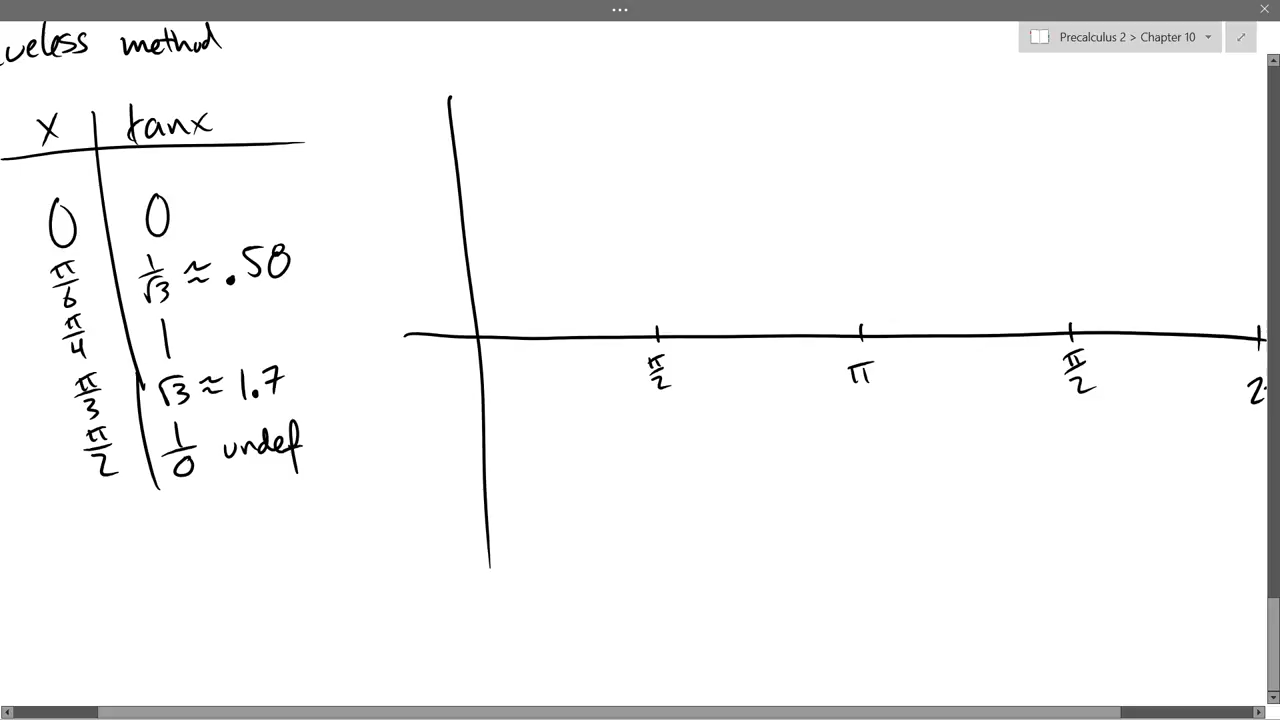 Precalculus 2 > Chapter 10
method
x tanx
0 0
π/6 1/√3 ≈ .58
π/4 1
π/3 √3 ≈ 1.7
π/2 1/0 undef
π/2 π π/2 2